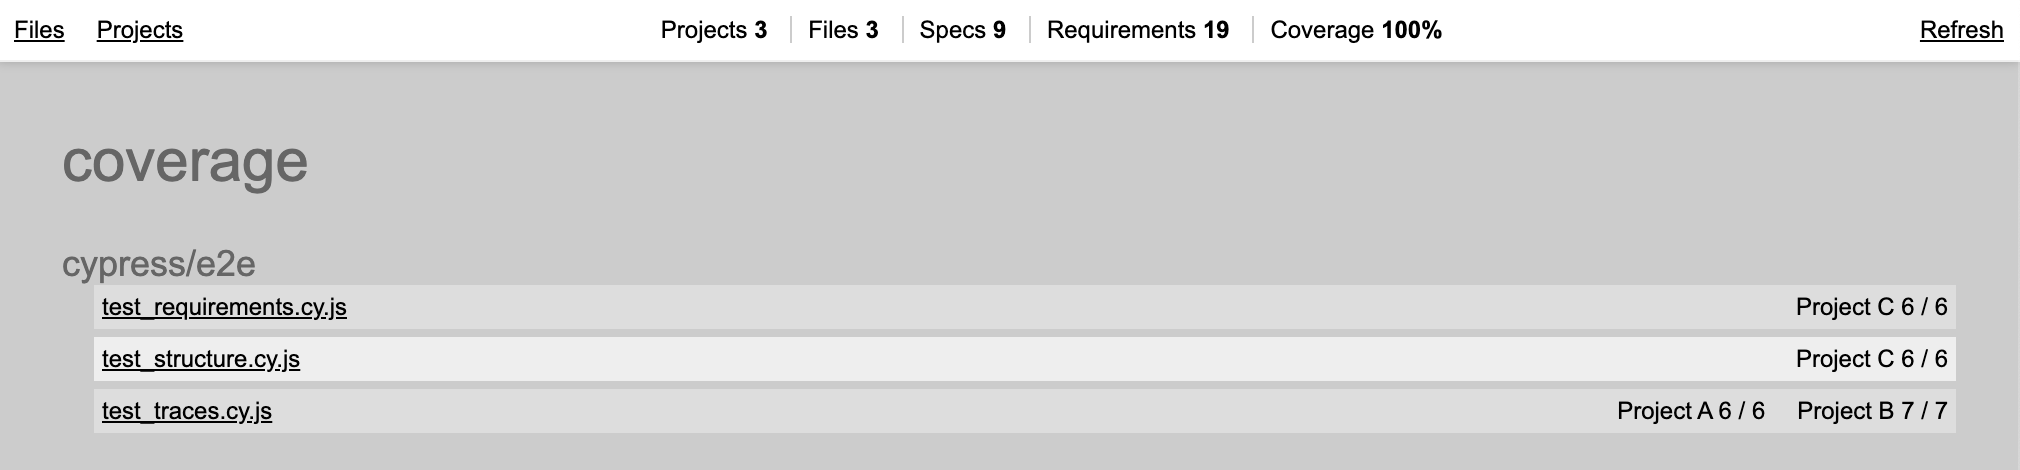 Files Projects Projects 3 Files 3 Specs 9 Requirements 19 Coverage 100% Refresh
coverage
cypress/e2e
test_requirements.cy.js Project C 6 / 6
test_structure.cy.js Project C 6 / 6
test_traces.cy.js Project A 6 / 6 Project B 7 / 7